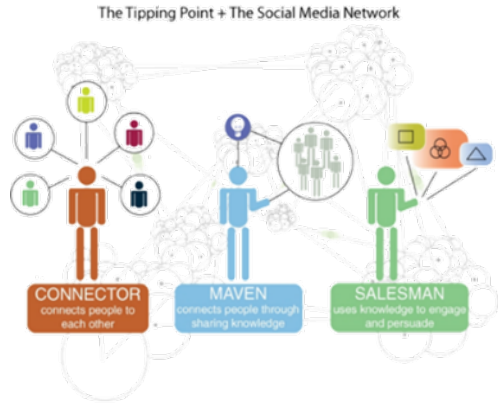 The Tipping Point + The Social Media Network
CONNECTOR
connects people to
each other
MAVEN
connects people through
sharing knowledge
SALESMAN
uses knowledge to engage
and persuade